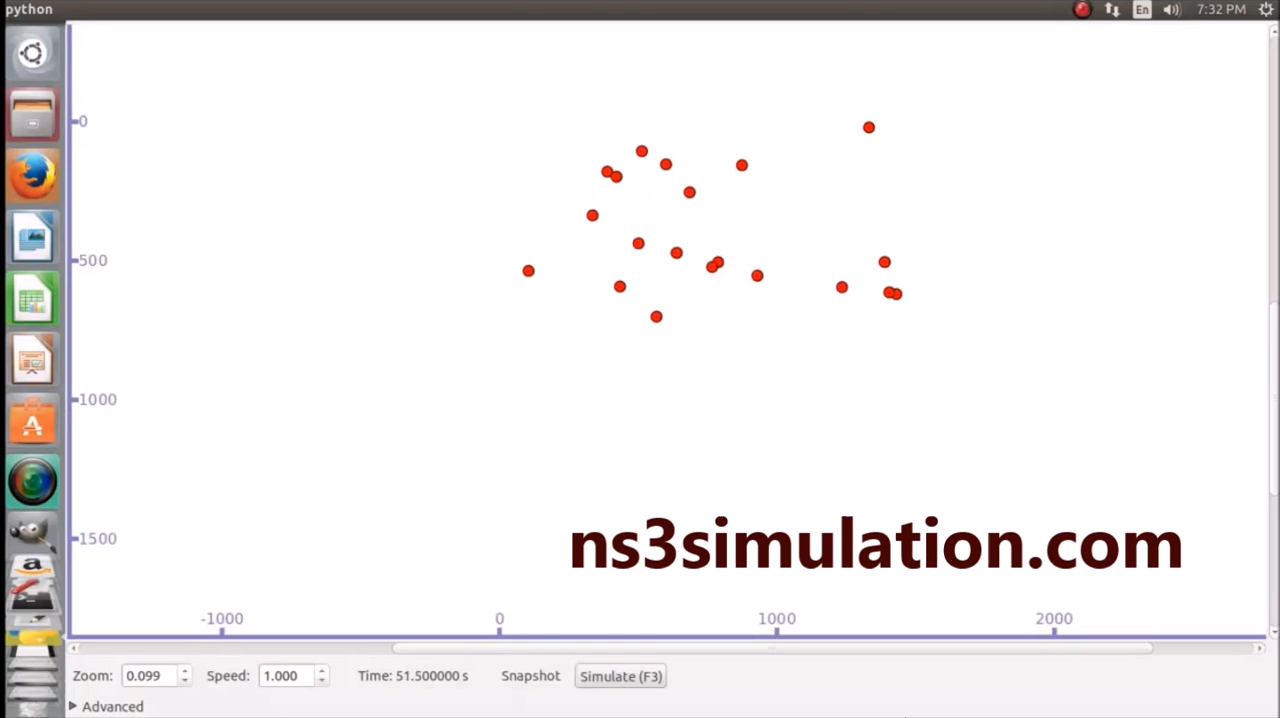 python
En
7:32 PM
0
500
1000
1500
ns3simulation.com
-1000
0
1000
2000
Zoom: 0.099 Speed: 1.000 Time: 51.500000 s Snapshot Simulate (F3)
Advanced